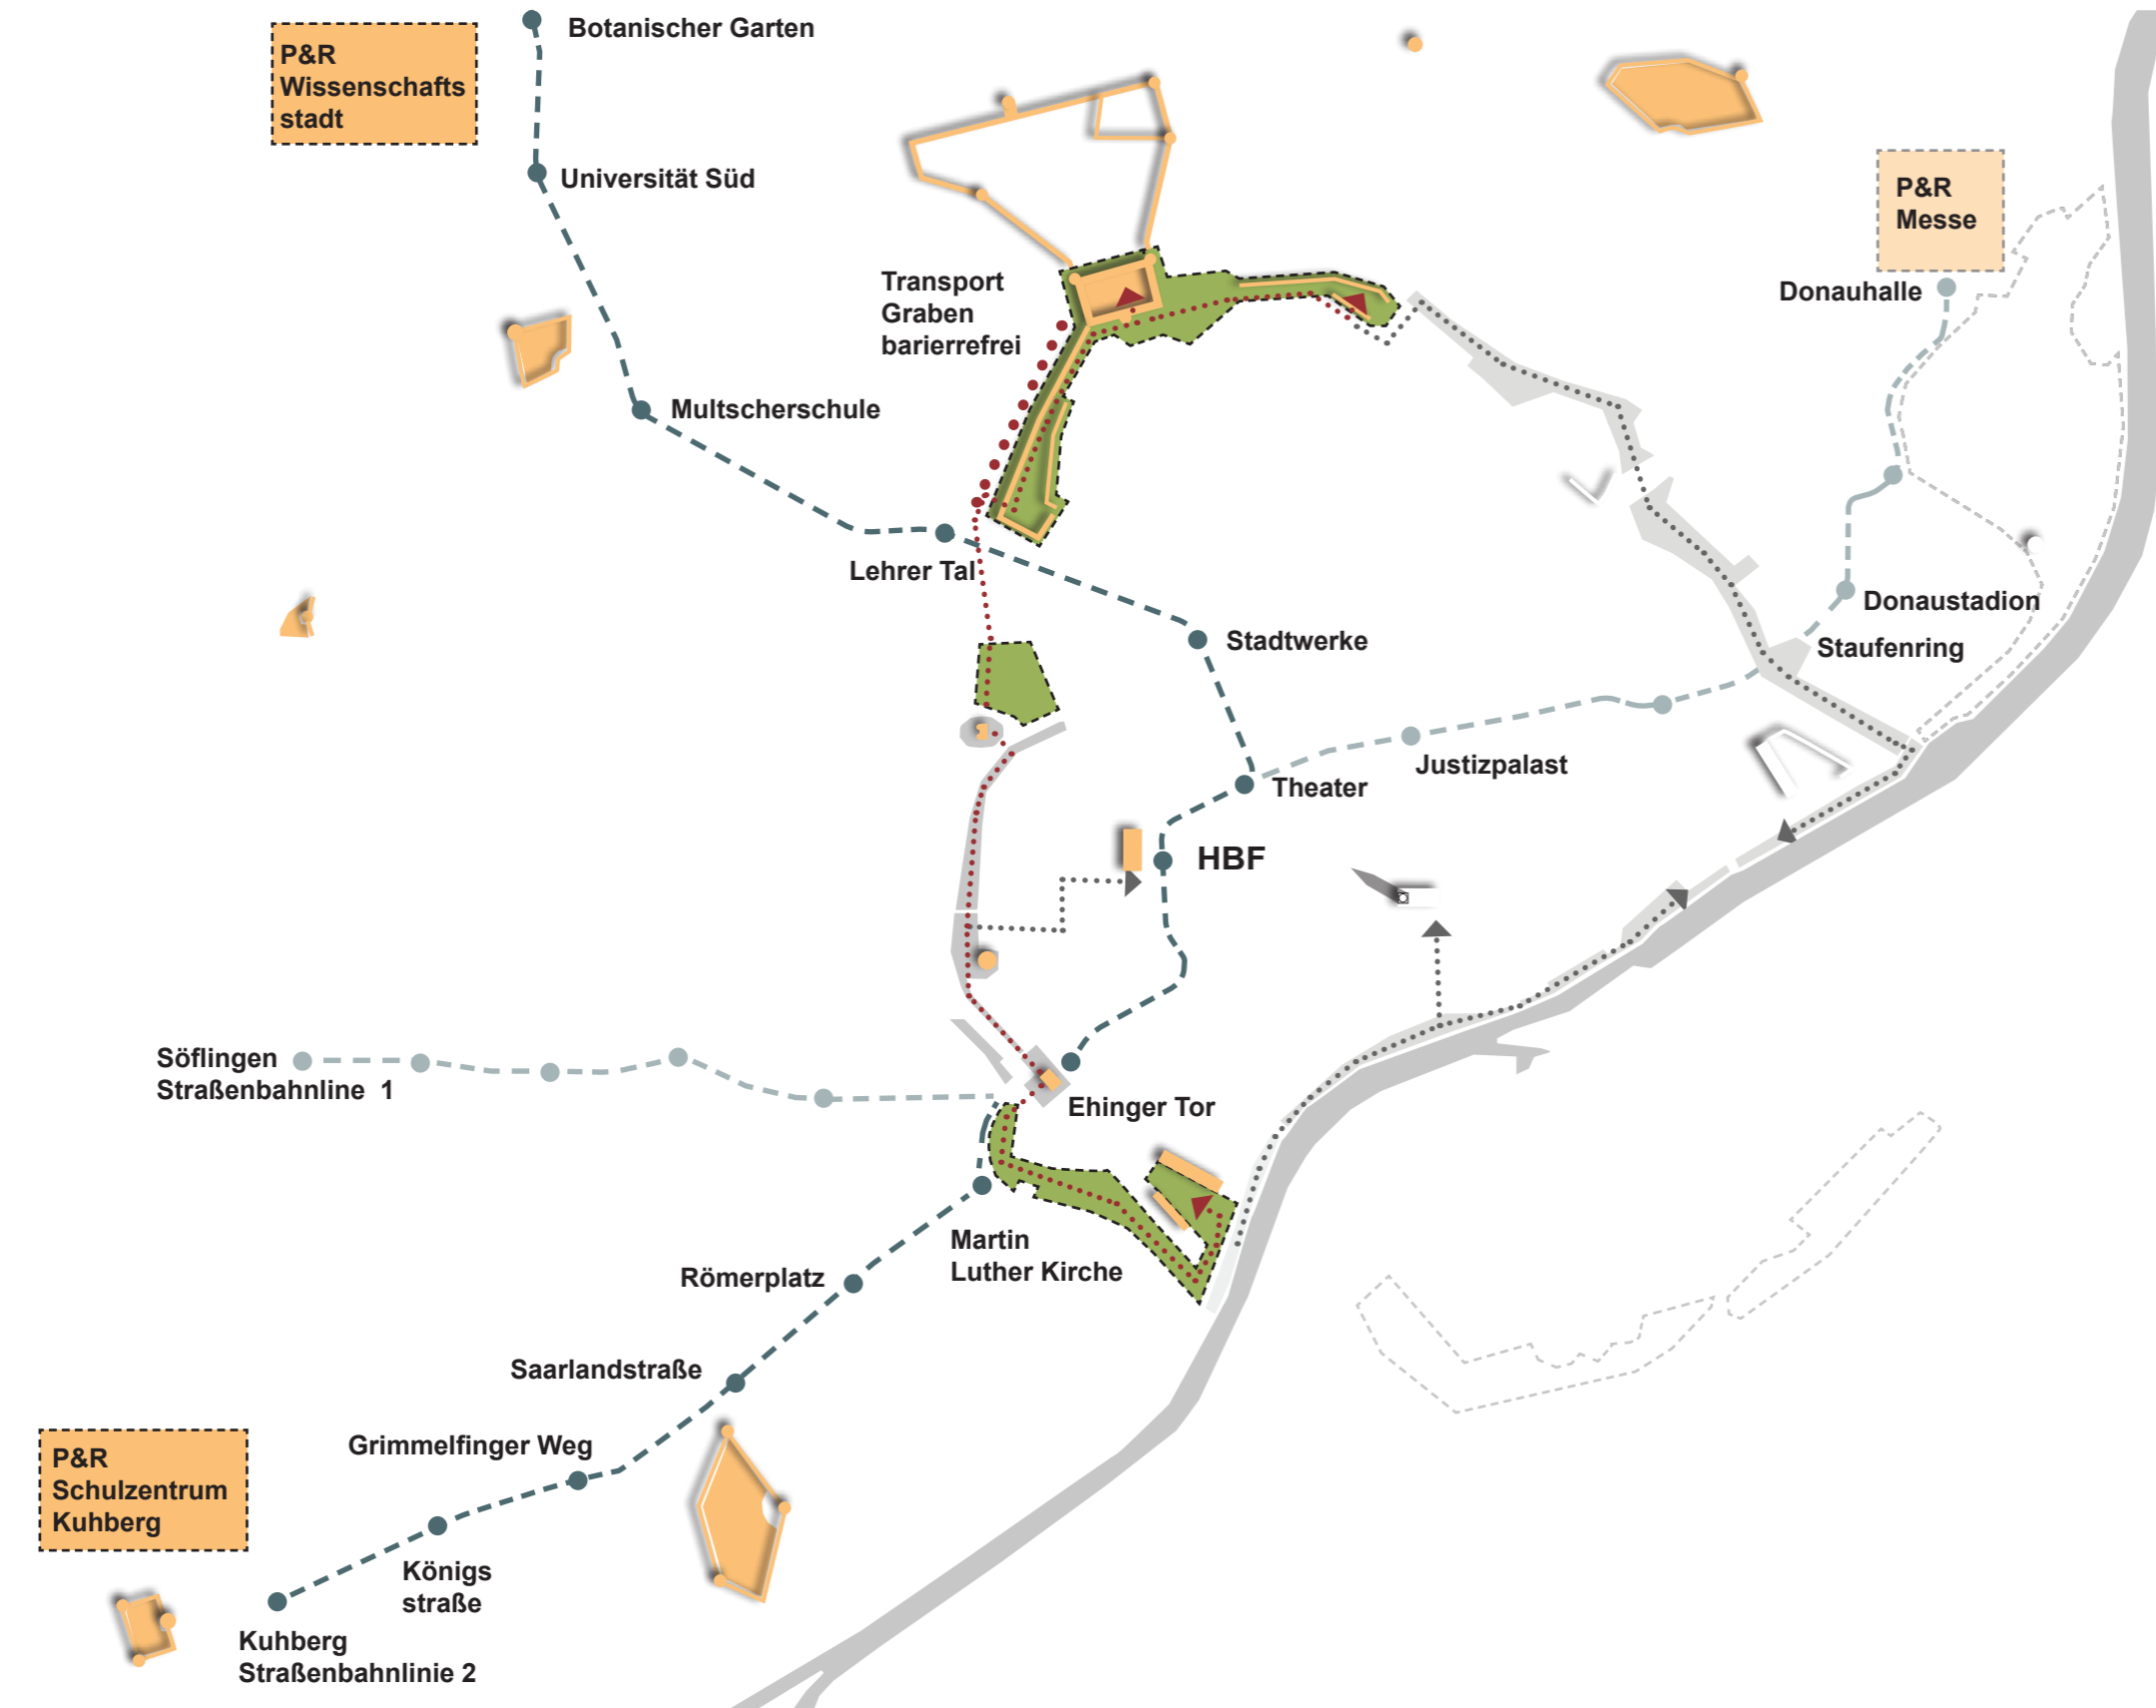 Botanischer Garten
P&R
Wissenschafts
stadt
Universität Süd
P&R
Messe
Transport
Graben
barierrefrei
Donauhalle
Multscherschule
Lehrer Tal
Donaustadion
Staufenring
Stadtwerke
Justizpalast
Theater
HBF
Söflingen
Straßenbahnline 1
Ehinger Tor
Martin
Luther Kirche
Römerplatz
Saarlandstraße
Grimmelfinger Weg
P&R
Schulzentrum
Kuhberg
Königs
straße
Kuhberg
Straßenbahnlinie 2